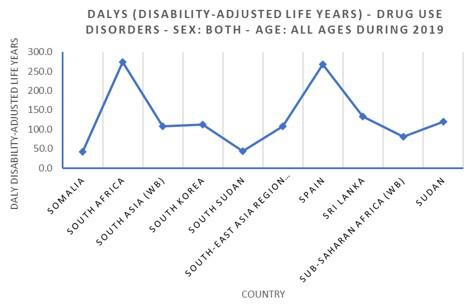 DALYS (DISABILITY-ADJUSTED LIFE YEARS) - DRUG USE
DISORDERS - SEX: BOTH - AGE: ALL AGES DURING 2019
DALY DISABILITY-ADJUSTED LIFE YEARS
300.0
250.0
200.0
150.0
100.0
50.0
0.0
SOMALIA
SOUTH AFRICA
SOUTH ASIA (WB)
SOUTH KOREA
SOUTH SUDAN
SOUTH-EAST ASIA REGION...
SPAIN
SRI LANKA
SUB-SAHARAN AFRICA (WB)
SUDAN
COUNTRY